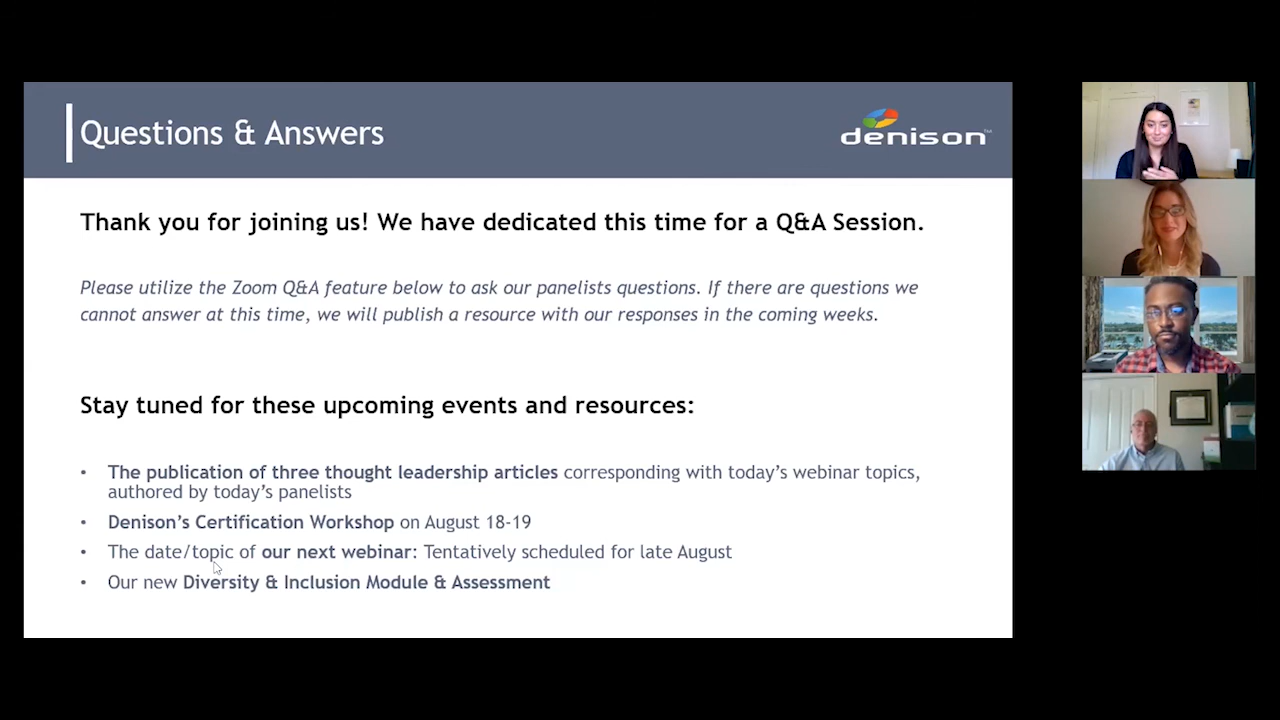 Questions & Answers
denison™
Thank you for joining us! We have dedicated this time for a Q&A Session.
Please utilize the Zoom Q&A feature below to ask our panelists questions. If there are questions we
cannot answer at this time, we will publish a resource with our responses in the coming weeks.
Stay tuned for these upcoming events and resources:
• The publication of three thought leadership articles corresponding with today’s webinar topics,
authored by today’s panelists
• Denison’s Certification Workshop on August 18-19
• The date/topic of our next webinar: Tentatively scheduled for late August
• Our new Diversity & Inclusion Module & Assessment